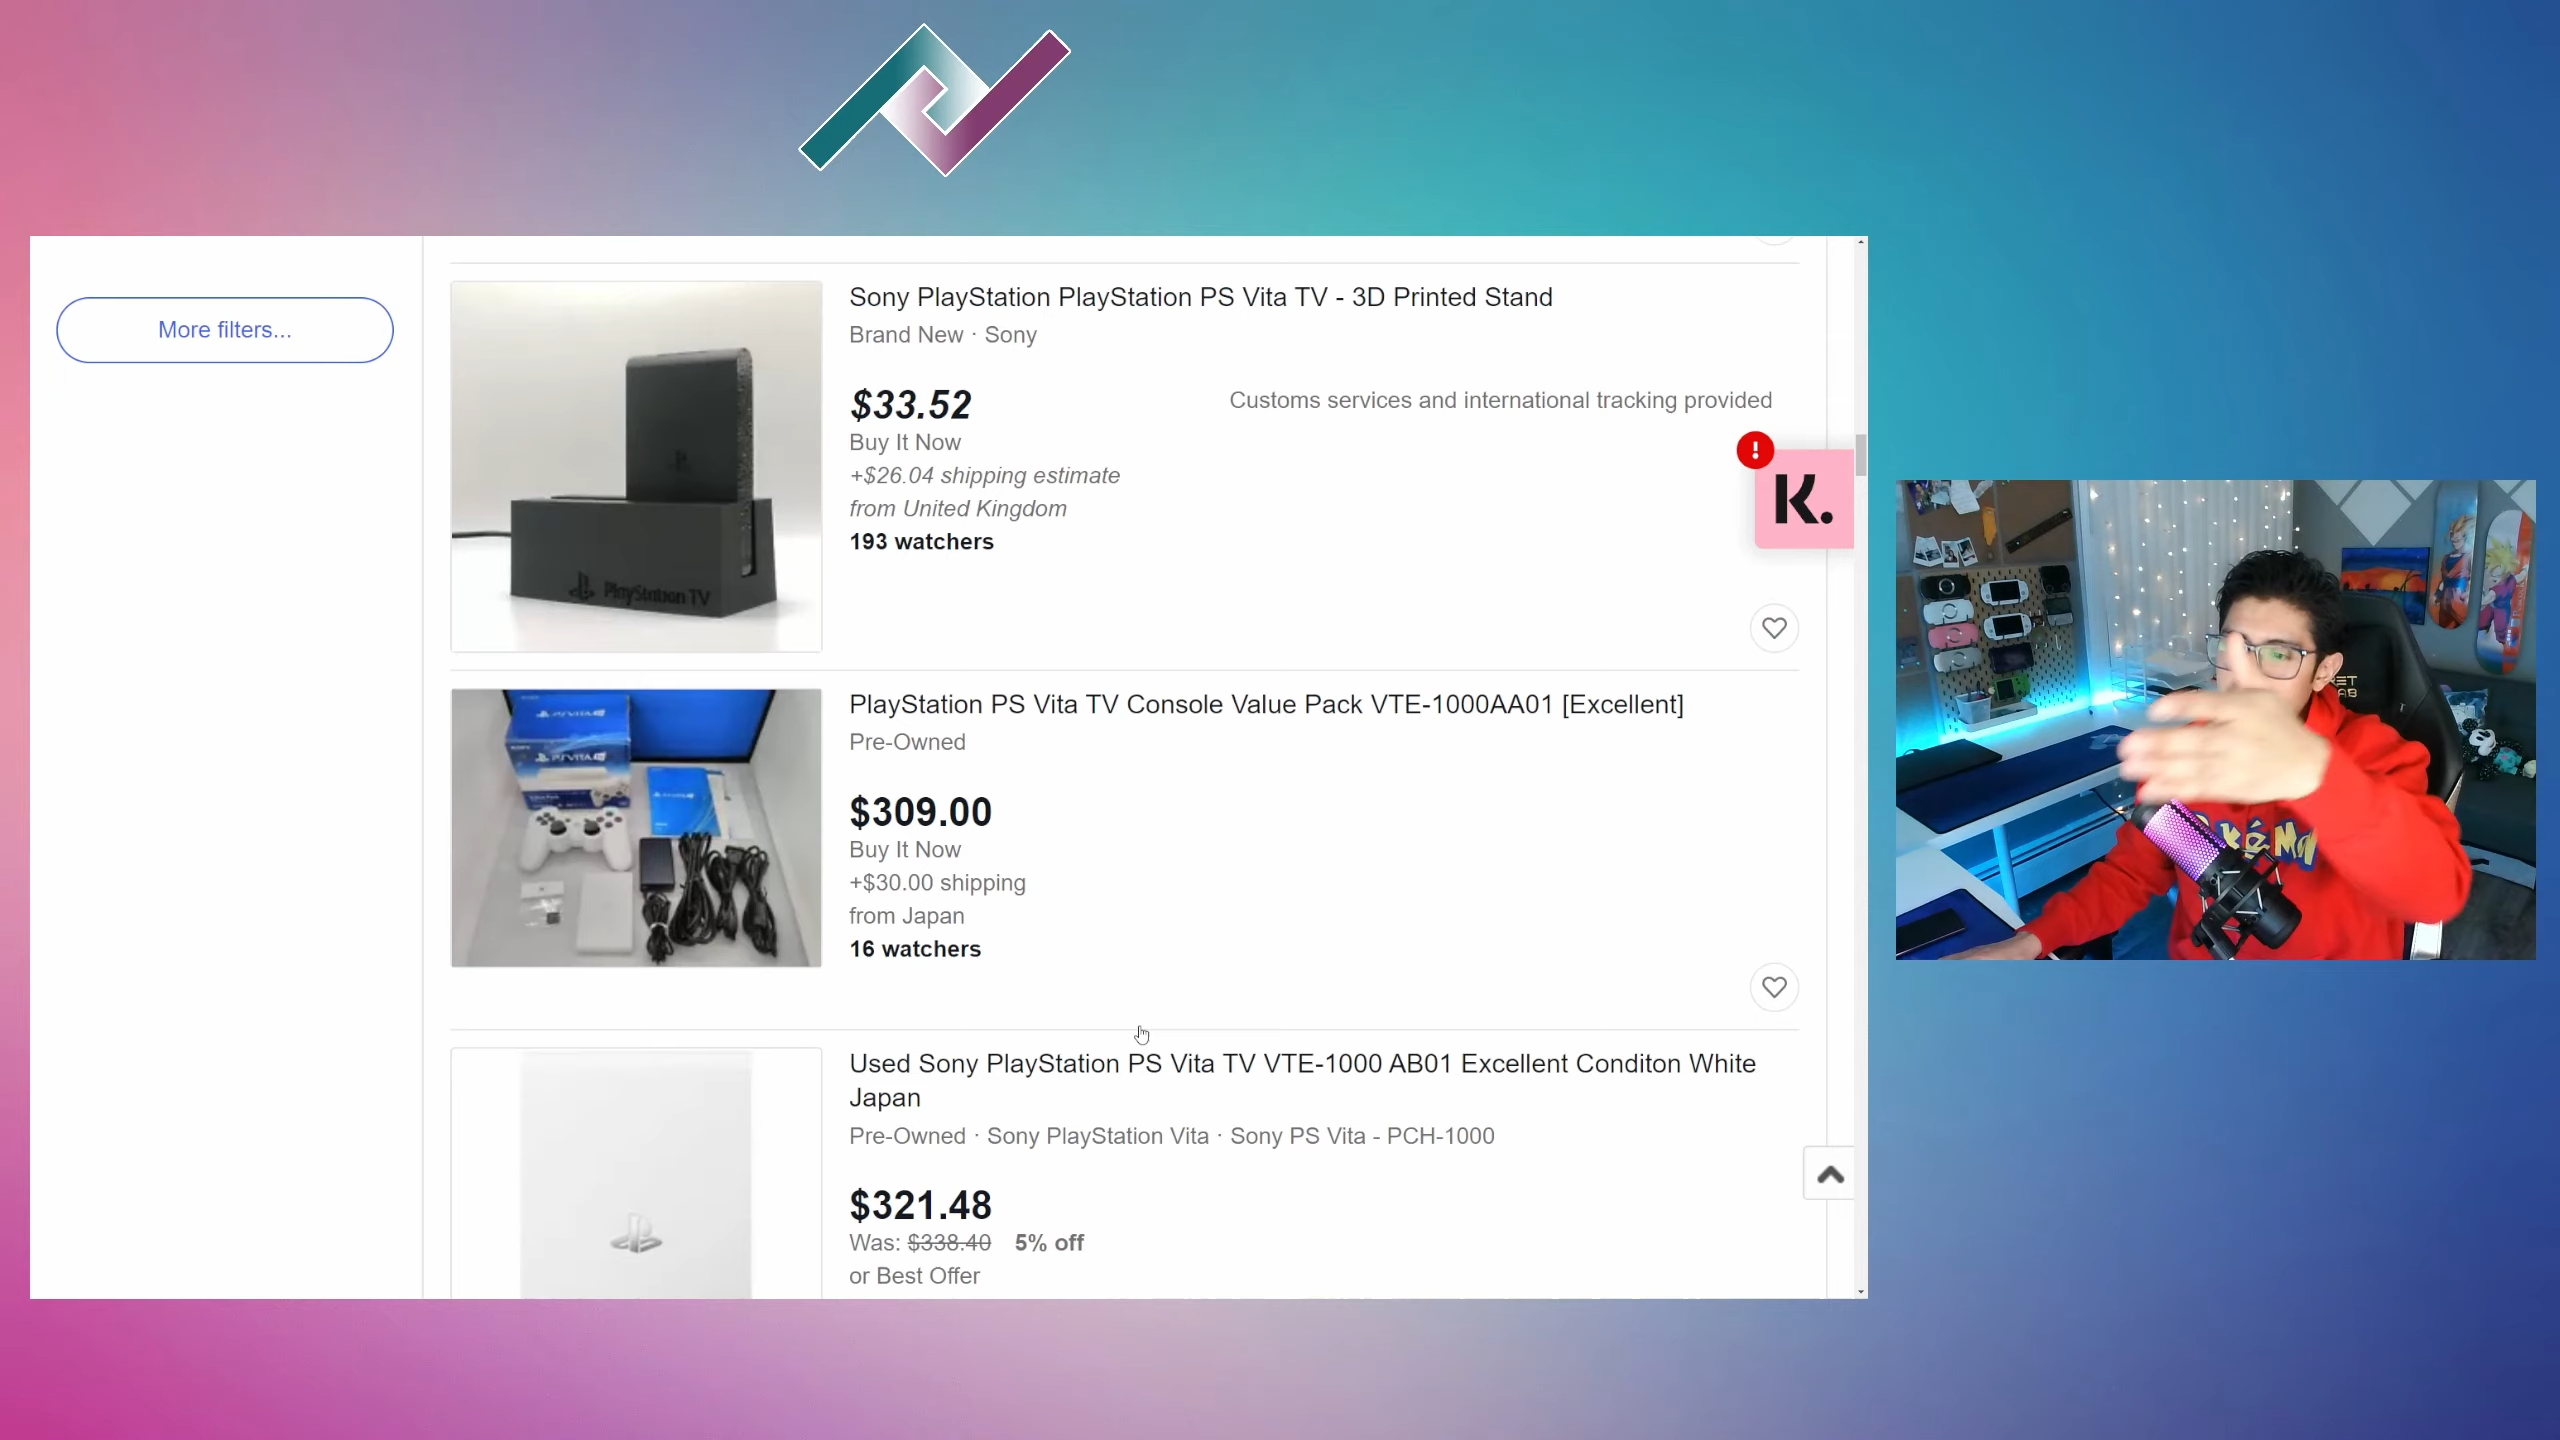 More filters...
Sony PlayStation PlayStation PS Vita TV - 3D Printed Stand
Brand New · Sony
$33.52
Customs services and international tracking provided
Buy It Now
+$26.04 shipping estimate
from United Kingdom
193 watchers
!
K.
PlayStation TV
PlayStation PS Vita TV Console Value Pack VTE-1000AA01 [Excellent]
Pre-Owned
$309.00
Buy It Now
+$30.00 shipping
from Japan
16 watchers
PSVITA
PSVITA
Used Sony PlayStation PS Vita TV VTE-1000 AB01 Excellent Conditon White
Japan
Pre-Owned · Sony PlayStation Vita · Sony PS Vita - PCH-1000
$321.48
Was: $338.40 5% off
or Best Offer